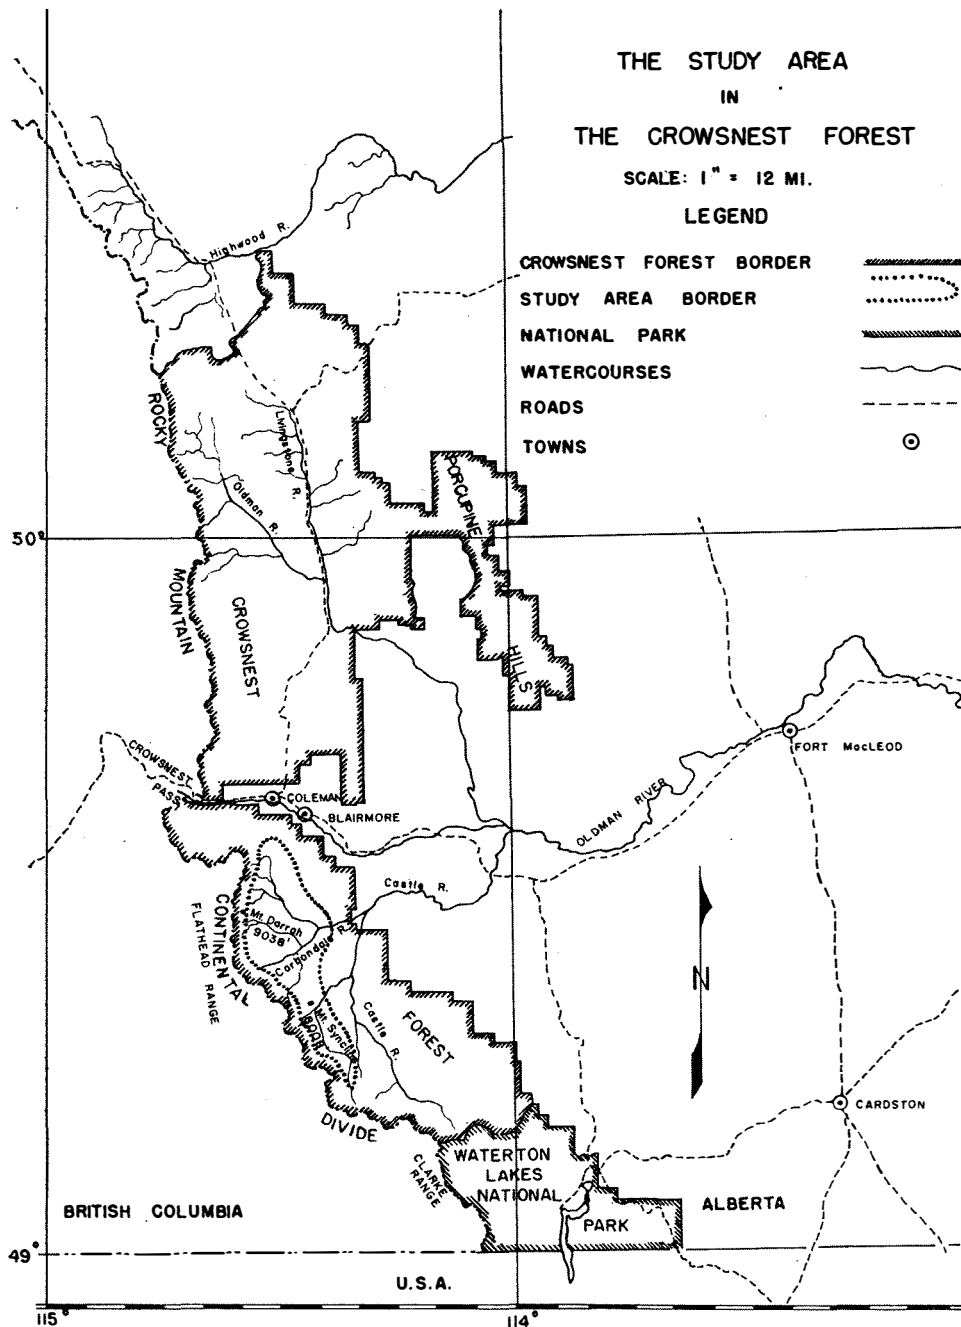 THE STUDY AREA
IN
THE CROWSNEST FOREST
SCALE: 1" = 12 MI.
LEGEND
CROWSNEST FOREST BORDER
STUDY AREA BORDER
NATIONAL PARK
WATERCOURSES
ROADS
TOWNS
Highwood R.
ROCKY
MOUNTAIN
Livingstone R.
Oldman R.
PORCUPINE
HILLS
50°
CROWSNEST
CROWSNEST
PASS
COLEMAN
BLAIRMORE
FORT MacLEOD
OLDMAN RIVER
Castle R.
CONTINENTAL
FLATHEAD RANGE
Mt. Darrah
9038'
Carbondale R.
Castle R.
FOREST
N
DIVIDE
CARDSTON
CLARKE
RANGE
WATERTON
LAKES
NATIONAL
PARK
ALBERTA
BRITISH COLUMBIA
49°
U.S.A.
115°
114°